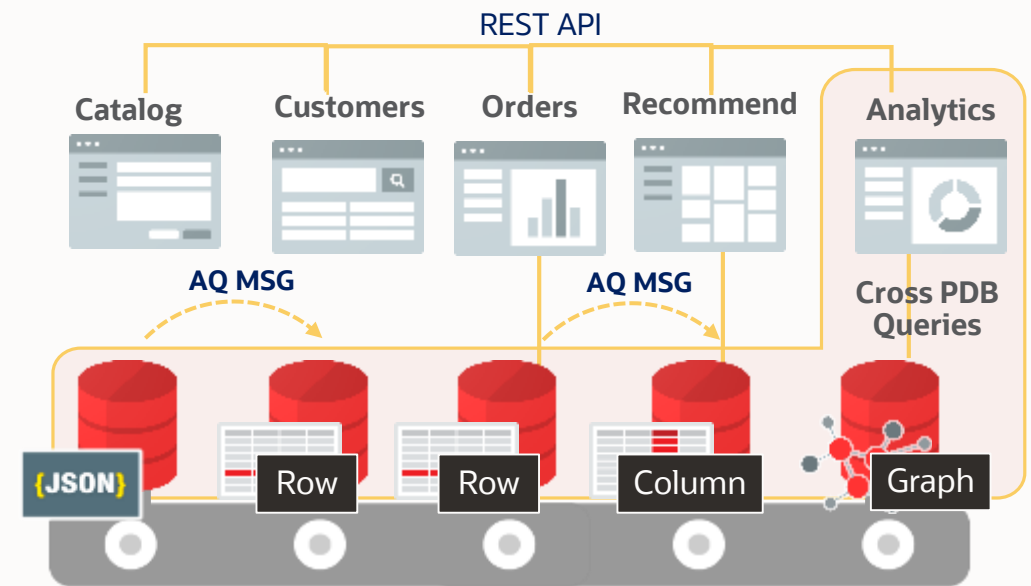 REST API
Catalog
Customers
Orders
Recommend
Analytics
AQ MSG
AQ MSG
Cross PDB
Queries
{JSON}
Row
Row
Column
Graph